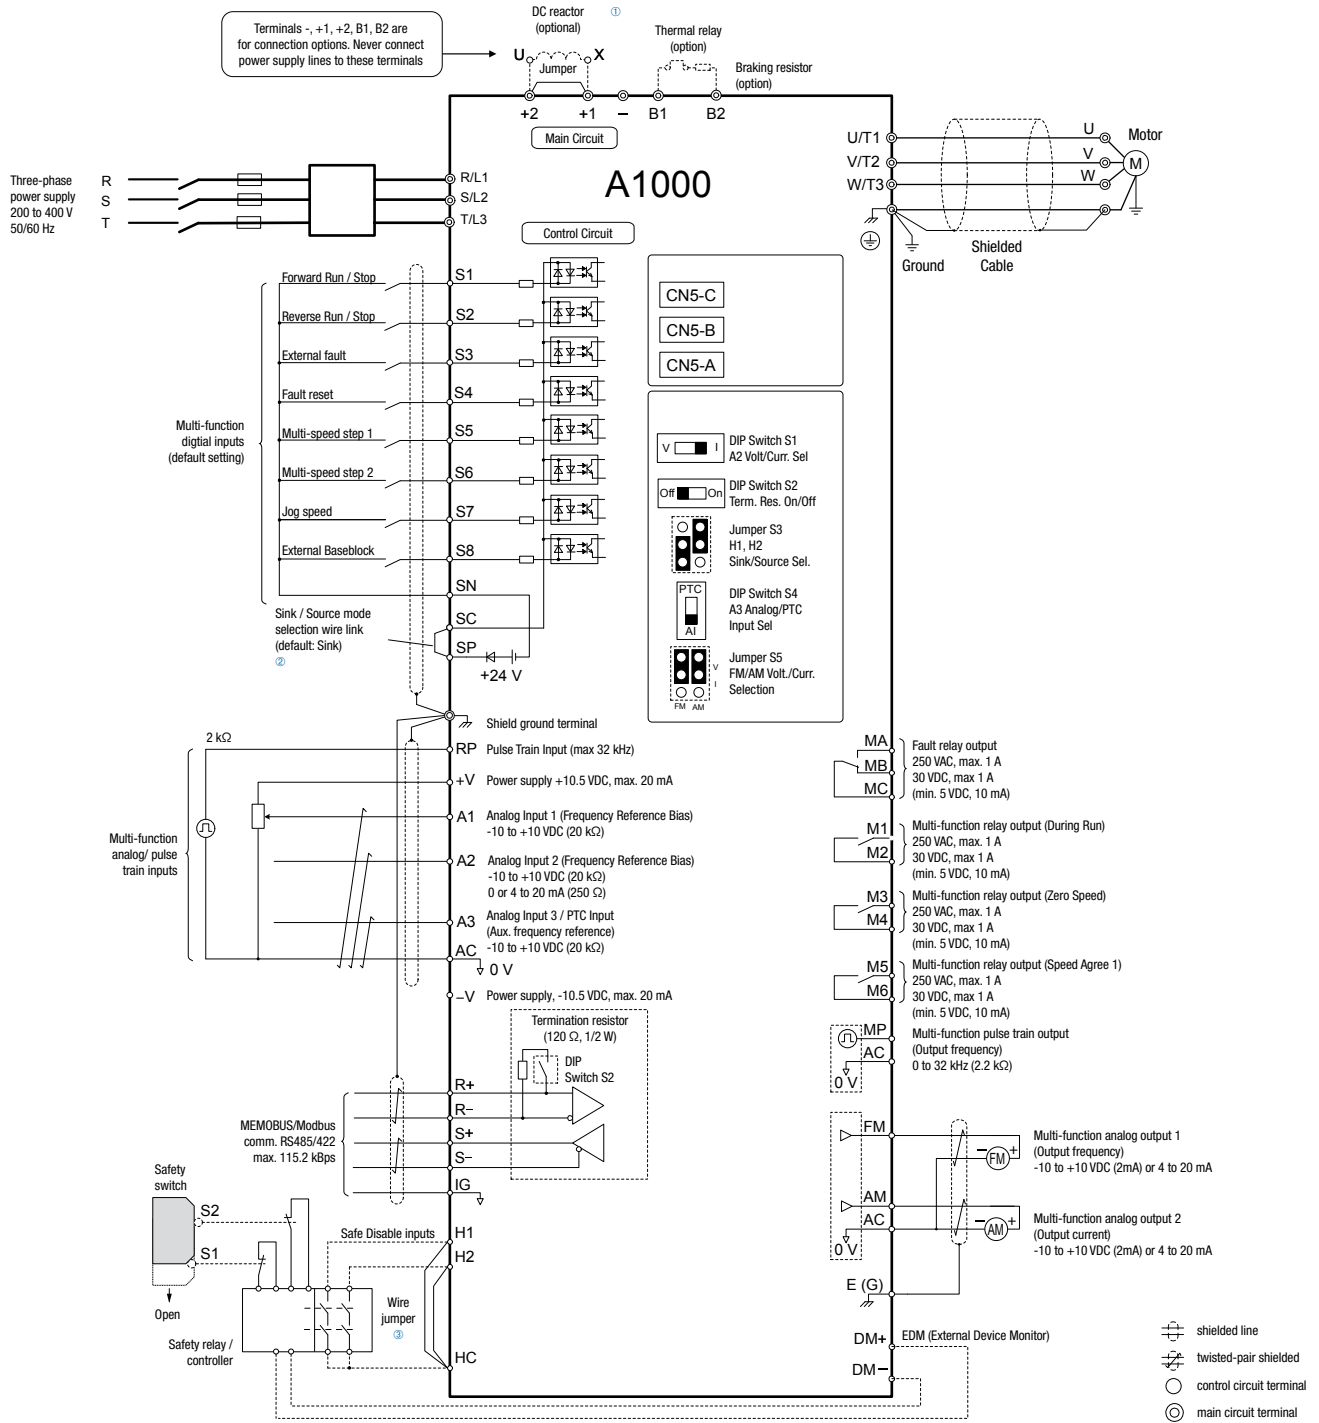 DC reactor ①
(optional)
Terminals -, +1, +2, B1, B2 are
for connection options. Never connect
power supply lines to these terminals
U X
Jumper
Thermal relay
(option)
Braking resistor
(option)
+2 +1 – B1 B2
Main Circuit
A1000
Three-phase
power supply
200 to 400 V
50/60 Hz
R
S
T
R/L1
S/L2
T/L3
U/T1
V/T2
W/T3
U
V
W
Motor
M
Ground
Shielded
Cable
Control Circuit
Multi-function
digtial inputs
(default setting)
Forward Run / Stop S1
Reverse Run / Stop S2
External fault S3
Fault reset S4
Multi-speed step 1 S5
Multi-speed step 2 S6
Jog speed S7
External Baseblock S8
SN
SC
SP
+24 V
Sink / Source mode
selection wire link
(default: Sink)
②
CN5-C
CN5-B
CN5-A
V I
DIP Switch S1
A2 Volt/Curr. Sel
Off On
DIP Switch S2
Term. Res. On/Off
Jumper S3
H1, H2
Sink/Source Sel.
PTC
AI
DIP Switch S4
A3 Analog/PTC
Input Sel
V
I
FM AM
Jumper S5
FM/AM Volt./Curr.
Selection
Shield ground terminal
2 kΩ
RP Pulse Train Input (max 32 kHz)
+V Power supply +10.5 VDC, max. 20 mA
A1 Analog Input 1 (Frequency Reference Bias)
-10 to +10 VDC (20 kΩ)
Multi-function
analog/ pulse
train inputs
A2 Analog Input 2 (Frequency Reference Bias)
-10 to +10 VDC (20 kΩ)
0 or 4 to 20 mA (250 Ω)
A3 Analog Input 3 / PTC Input
(Aux. frequency reference)
-10 to +10 VDC (20 kΩ)
AC
0 V
–V Power supply, -10.5 VDC, max. 20 mA
MA
MB
MC
Fault relay output
250 VAC, max. 1 A
30 VDC, max 1 A
(min. 5 VDC, 10 mA)
M1
M2
Multi-function relay output (During Run)
250 VAC, max. 1 A
30 VDC, max 1 A
(min. 5 VDC, 10 mA)
M3
M4
Multi-function relay output (Zero Speed)
250 VAC, max. 1 A
30 VDC, max 1 A
(min. 5 VDC, 10 mA)
M5
M6
Multi-function relay output (Speed Agree 1)
250 VAC, max. 1 A
30 VDC, max 1 A
(min. 5 VDC, 10 mA)
MP
AC
0 V
Multi-function pulse train output
(Output frequency)
0 to 32 kHz (2.2 kΩ)
Termination resistor
(120 Ω, 1/2 W)
DIP
Switch S2
MEMOBUS/Modbus
comm. RS485/422
max. 115.2 kBps
R+
R–
S+
S–
IG
FM
– FM +
Multi-function analog output 1
(Output frequency)
-10 to +10 VDC (2mA) or 4 to 20 mA
AM
AC
0 V
– AM +
Multi-function analog output 2
(Output current)
-10 to +10 VDC (2mA) or 4 to 20 mA
E (G)
Safety
switch
S2
S1
Open
Safety relay /
controller
Safe Disable inputs
H1
H2
HC
Wire
jumper
③
DM+ EDM (External Device Monitor)
DM–
shielded line
twisted-pair shielded
control circuit terminal
main circuit terminal